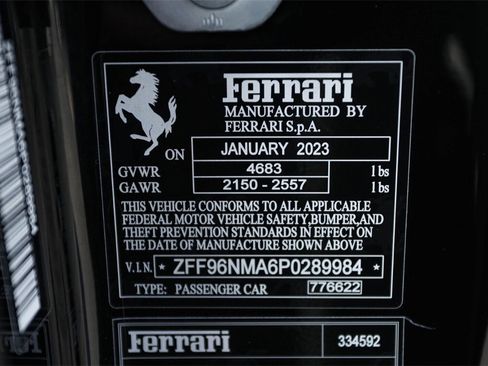 Ferrari
MANUFACTURED BY
FERRARI S.p.A.
ON JANUARY 2023
GVWR 4683 lbs
GAWR 2150 - 2557 lbs
THIS VEHICLE CONFORMS TO ALL APPLICABLE
FEDERAL MOTOR VEHICLE SAFETY,BUMPER,AND
THEFT PREVENTION STANDARDS IN EFFECT ON
THE DATE OF MANUFACTURE SHOWN ABOVE
V.I.N. * ZFF96NMA6P0289984 *
TYPE: PASSENGER CAR 776622
Ferrari 334592